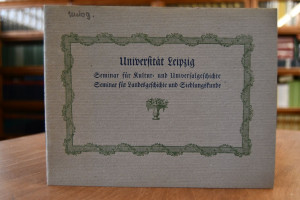 Universität Leipzig
Seminar für Kultur- und Universalgeschichte
Seminar für Landesgeschichte und Siedlungskunde